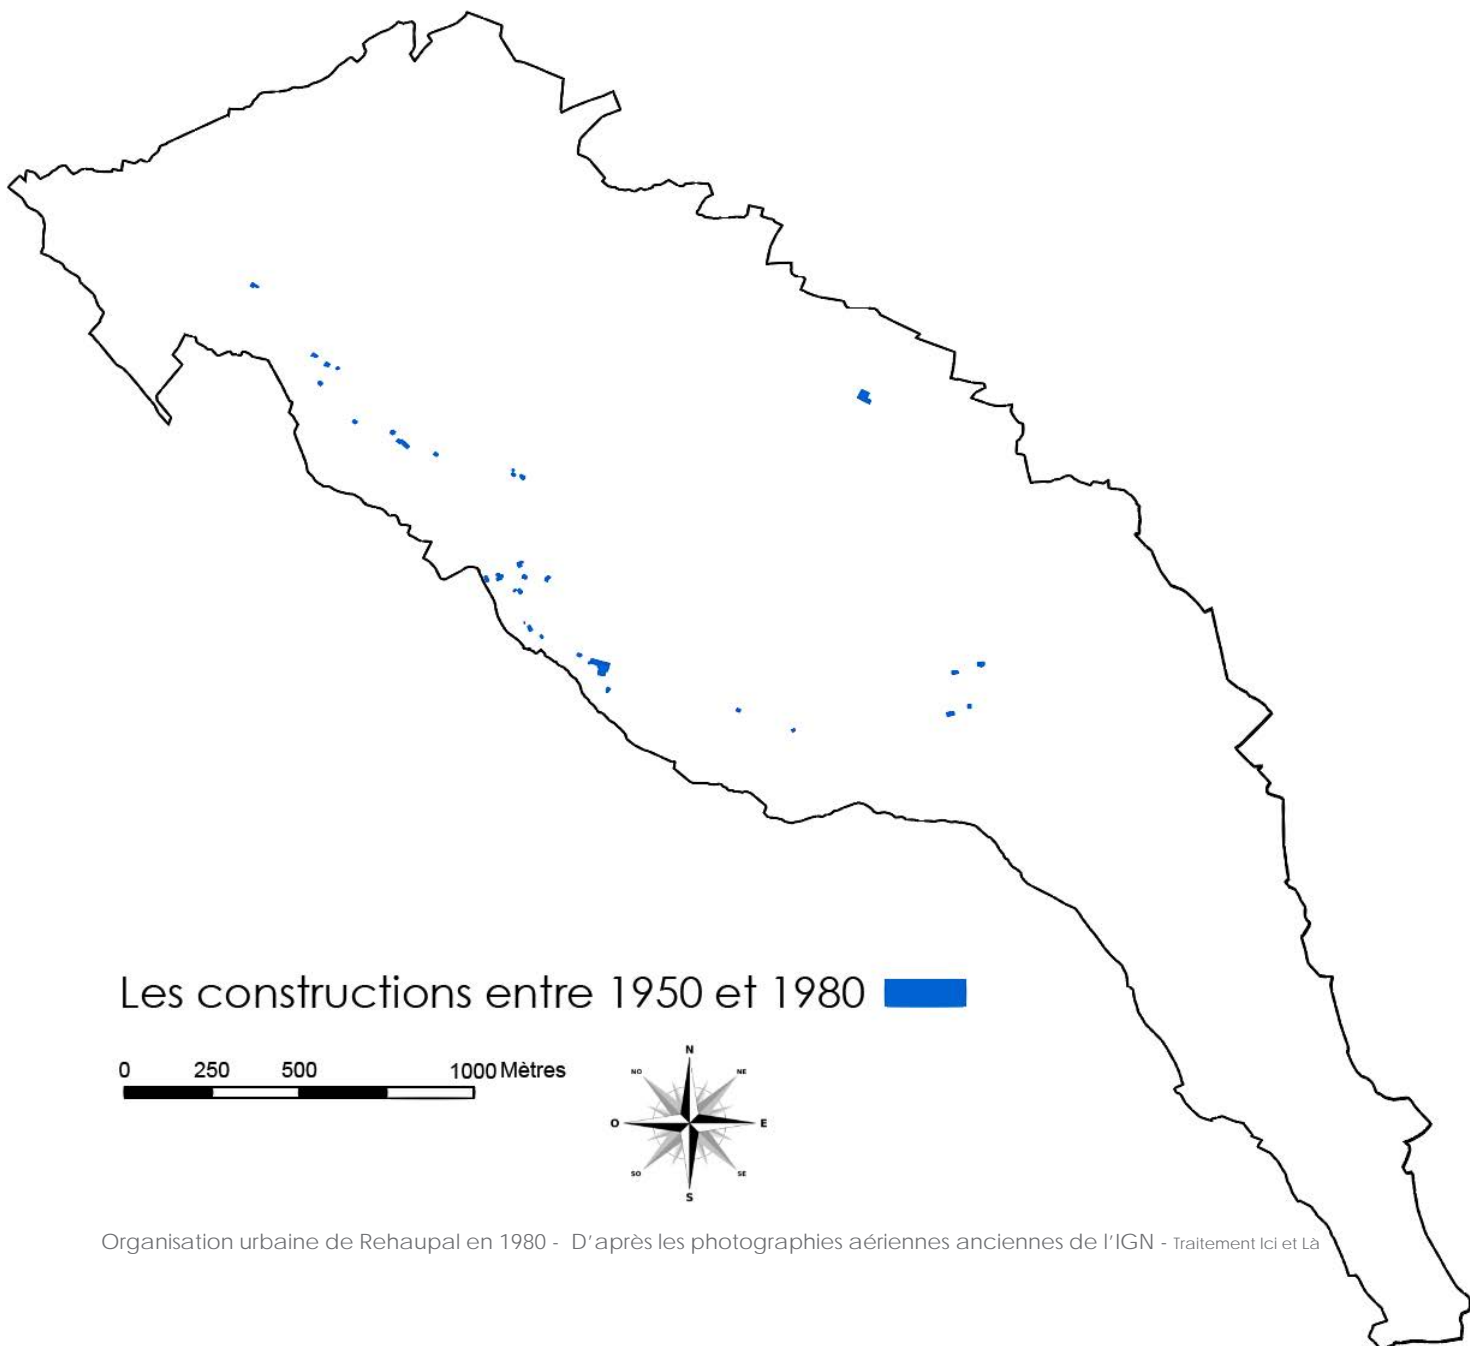 Les constructions entre 1950 et 1980
0 250 500 1000 Mètres
N
NO NE
O E
SO SE
S
Organisation urbaine de Rehaupal en 1980 - D'après les photographies aériennes anciennes de l'IGN - Traitement Ici et Là